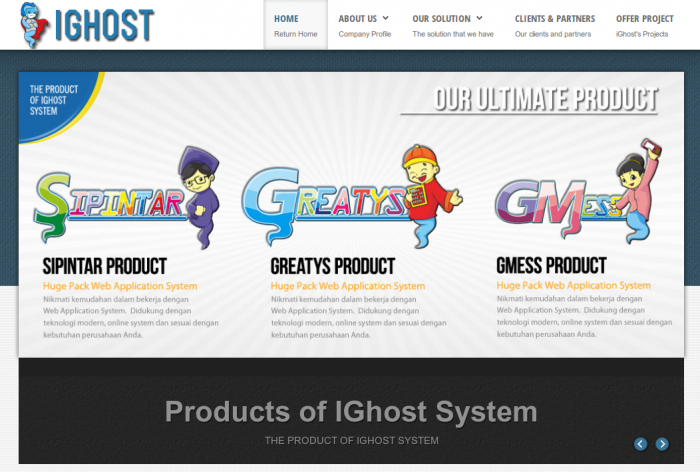 IGHOST
HOME
Return Home
ABOUT US
Company Profile
OUR SOLUTION
The solution that we have
CLIENTS & PARTNERS
Our clients and partners
OFFER PROJECT
iGhost's Projects
THE PRODUCT
OF IGHOST
SYSTEM
OUR ULTIMATE PRODUCT
SIPINTAR
SIPINTAR PRODUCT
Huge Pack Web Application System
Nikmati kemudahan dalam bekerja dengan
Web Application System. Didukung dengan
teknologi modern, online system dan sesuai dengan
kebutuhan perusahaan Anda.
GREATYS
GREATYS PRODUCT
Huge Pack Web Application System
Nikmati kemudahan dalam bekerja dengan
Web Application System. Didukung dengan
teknologi modern, online system dan sesuai dengan
kebutuhan perusahaan Anda.
GMESS
GMESS PRODUCT
Huge Pack Web Application System
Nikmati kemudahan dalam bekerja dengan
Web Application System. Didukung dengan
teknologi modern, online system dan sesuai dengan
kebutuhan perusahaan Anda.
Products of IGhost System
THE PRODUCT OF IGHOST SYSTEM